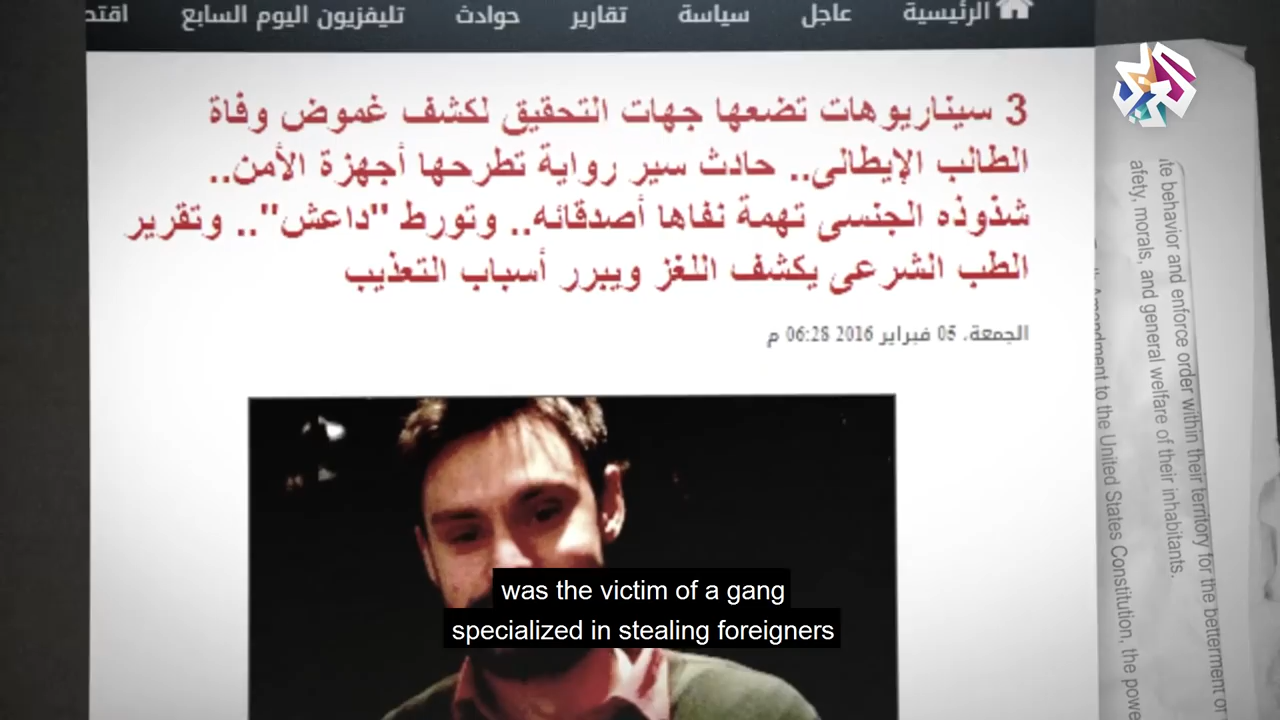 الرئيسية عاجل سياسة تقارير حوادث تليفزيون اليوم السابع
3 سيناريوهات تضعها جهات التحقيق لكشف غموض وفاة
الطالب الإيطالى.. حادث سير رواية تطرحها أجهزة الأمن..
شذوذه الجنسى تهمة نفاها أصدقائه.. وتورط "داعش".. وتقرير
الطب الشرعى يكشف اللغز ويبرر أسباب التعذيب
الجمعة، 05 فبراير 2016 06:28 م
behavior and enforce order within their territory for the betterment of
morals, and general welfare of their inhabitants.
to the United States Constitution, the
was the victim of a gang
specialized in stealing foreigners